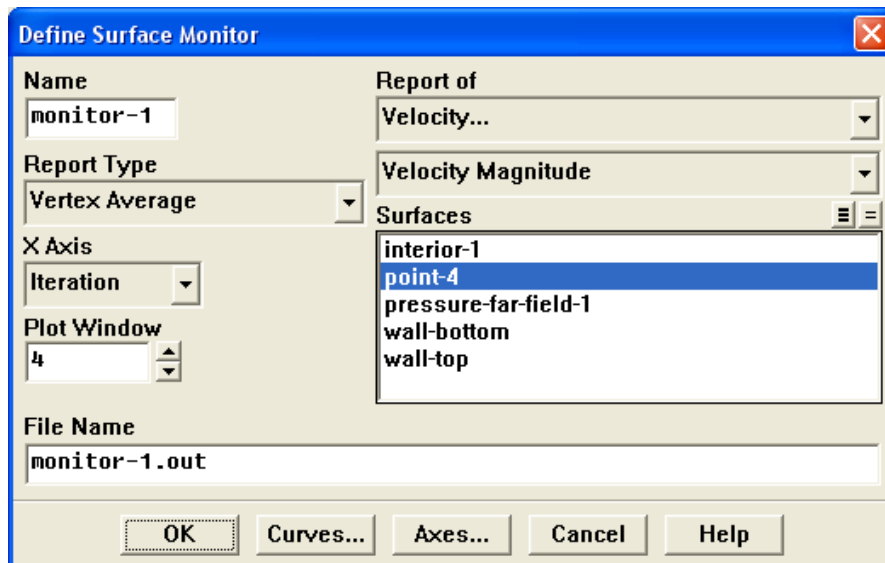 Define Surface Monitor
Name
monitor-1
Report of
Velocity...
Report Type
Vertex Average
Velocity Magnitude
X Axis
Iteration
Surfaces
interior-1
point-4
pressure-far-field-1
wall-bottom
wall-top
Plot Window
4
File Name
monitor-1.out
OK
Curves...
Axes...
Cancel
Help